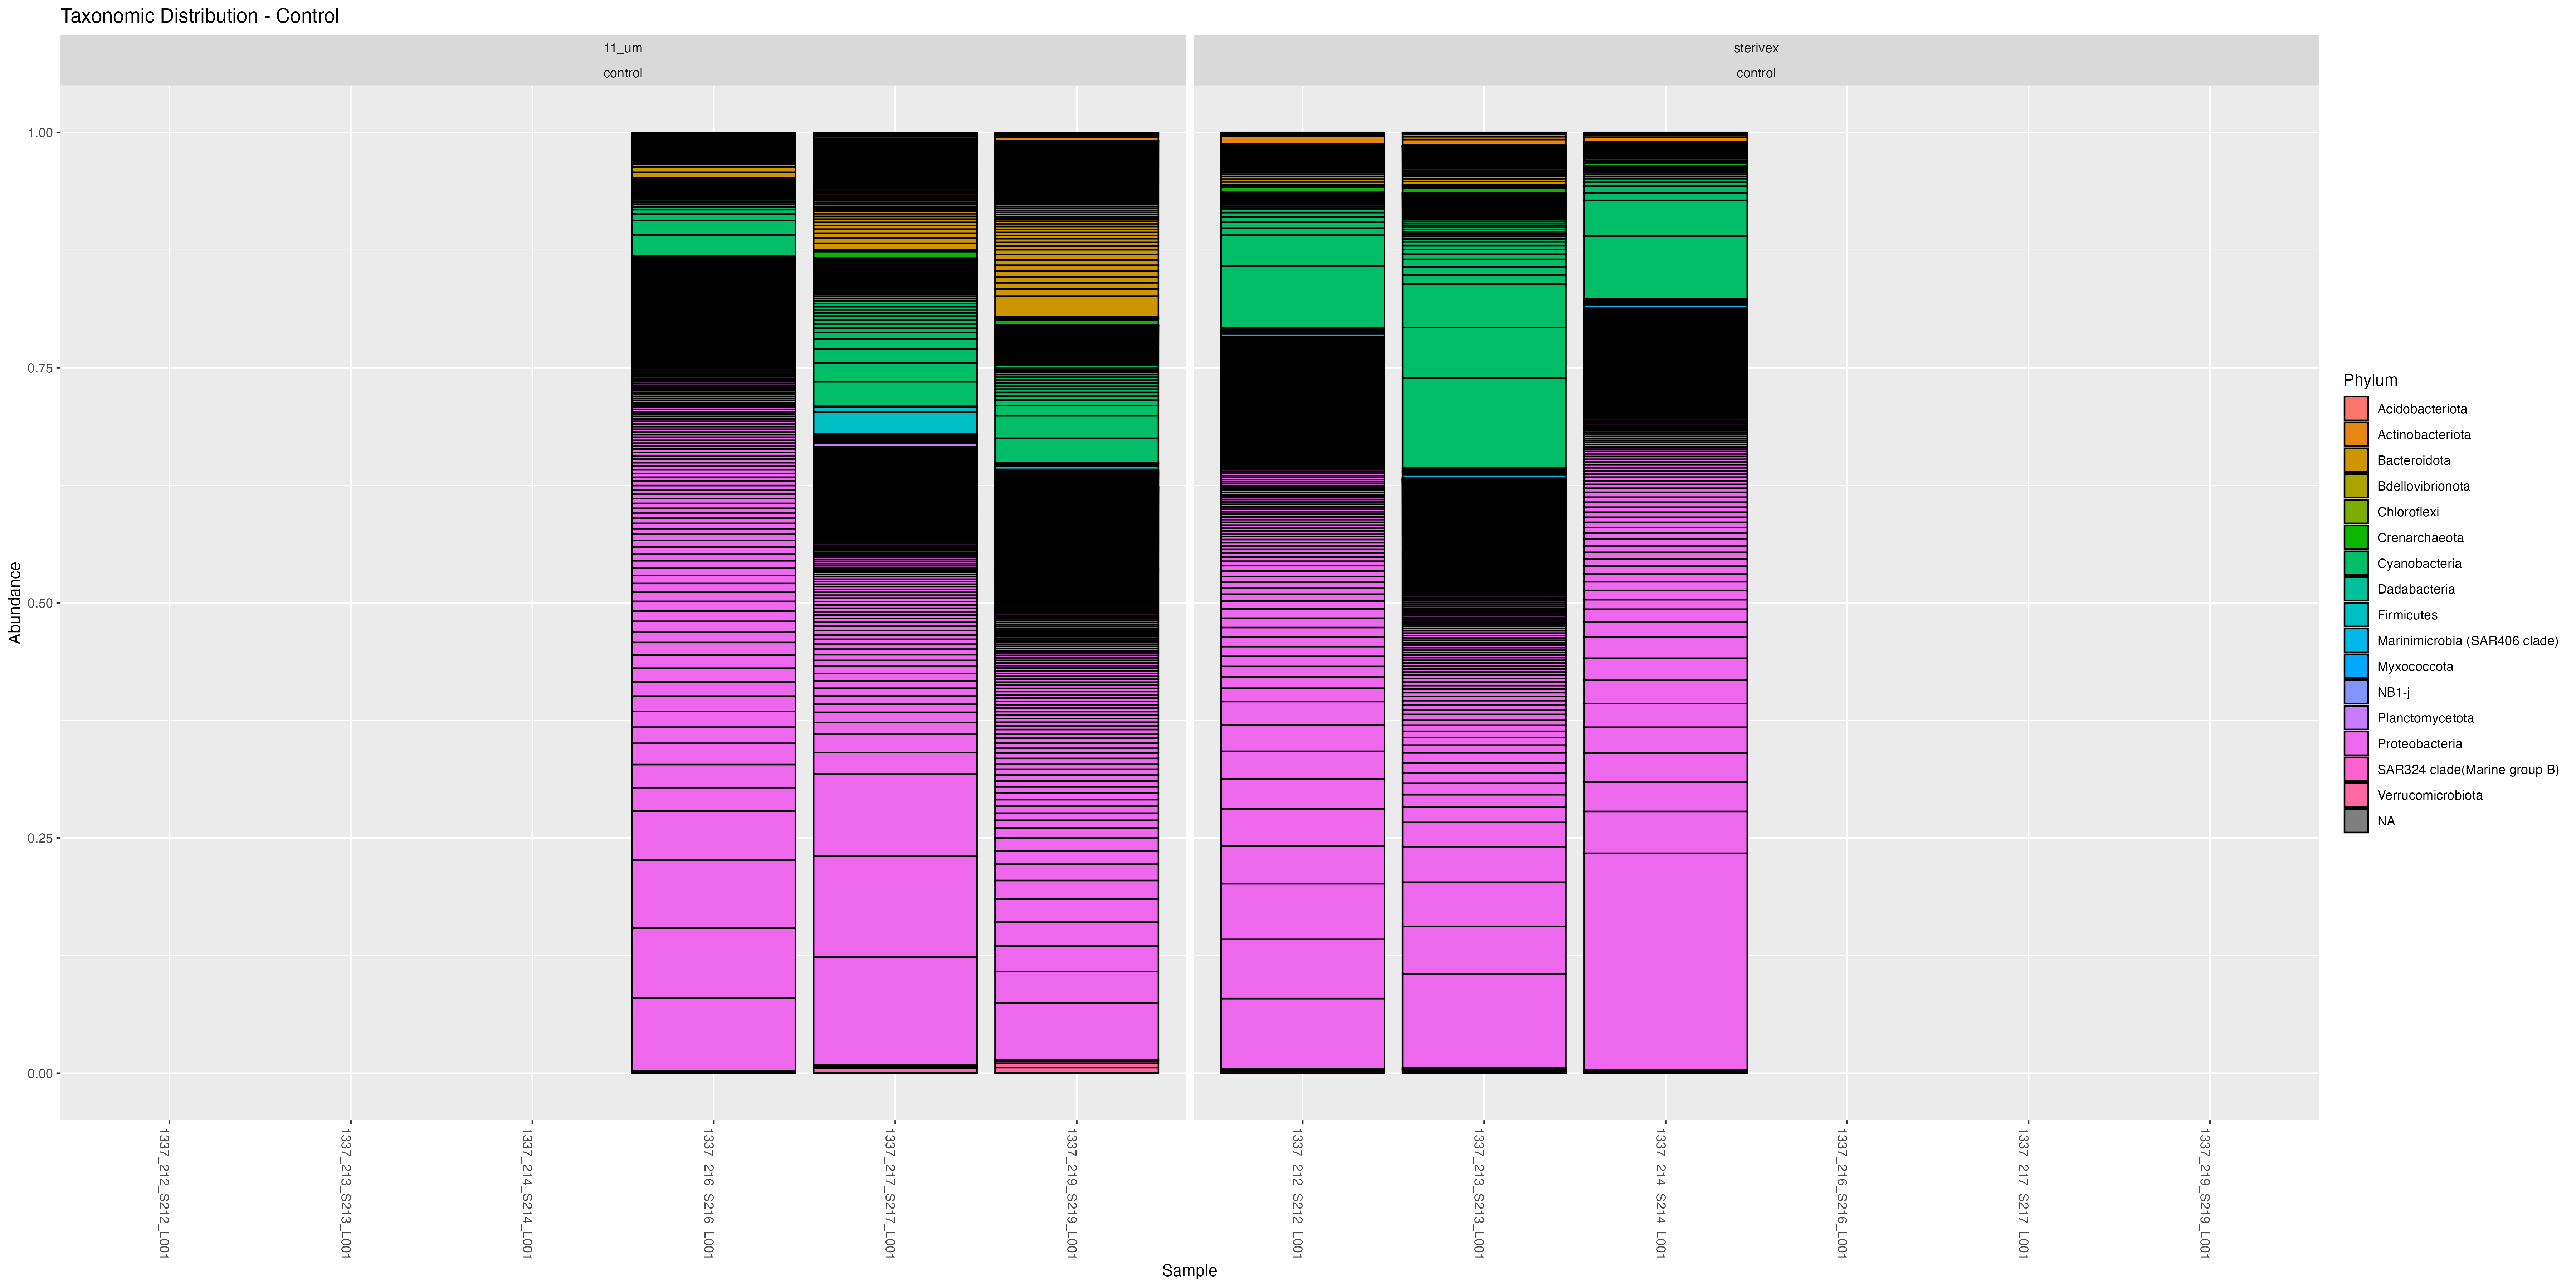 Taxonomic Distribution - Control
11_um
control
sterivex
control
1.00
0.75
0.50
0.25
0.00
Abundance
1337_212_S212_L001
1337_213_S213_L001
1337_214_S214_L001
1337_216_S216_L001
1337_217_S217_L001
1337_219_S219_L001
1337_212_S212_L001
1337_213_S213_L001
1337_214_S214_L001
1337_216_S216_L001
1337_217_S217_L001
1337_219_S219_L001
Sample
Phylum
Acidobacteriota
Actinobacteriota
Bacteroidota
Bdellovibrionota
Chloroflexi
Crenarchaeota
Cyanobacteria
Dadabacteria
Firmicutes
Marinimicrobia (SAR406 clade)
Myxococcota
NB1-j
Planctomycetota
Proteobacteria
SAR324 clade(Marine group B)
Verrucomicrobiota
NA